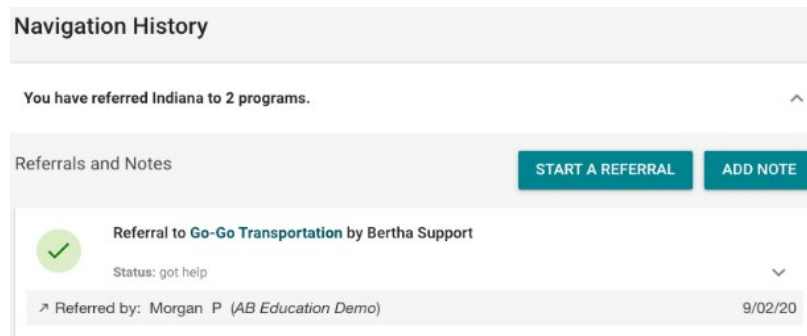 Navigation History
You have referred Indiana to 2 programs.
Referrals and Notes
START A REFERRAL
ADD NOTE
Referral to Go-Go Transportation by Bertha Support
Status: got help
↗ Referred by: Morgan P (AB Education Demo) 9/02/20